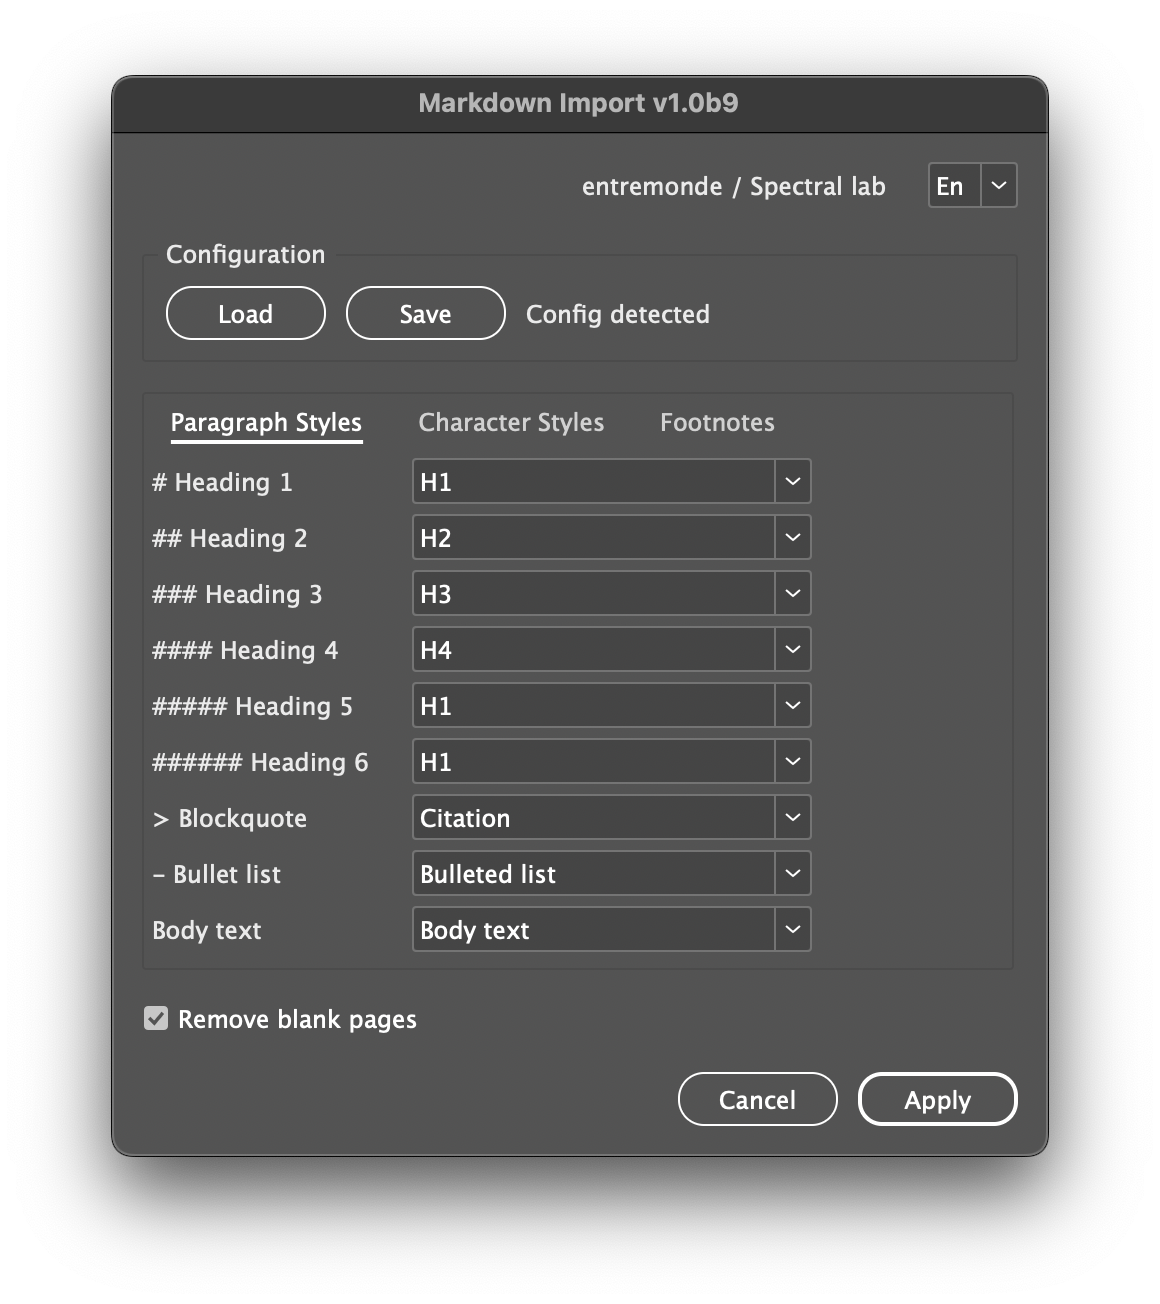 Markdown Import v1.0b9
entremonde / Spectral lab En
Configuration
Load Save Config detected
Paragraph Styles Character Styles Footnotes
# Heading 1 H1
## Heading 2 H2
### Heading 3 H3
#### Heading 4 H4
##### Heading 5 H1
###### Heading 6 H1
> Blockquote Citation
– Bullet list Bulleted list
Body text Body text
Remove blank pages
Cancel Apply